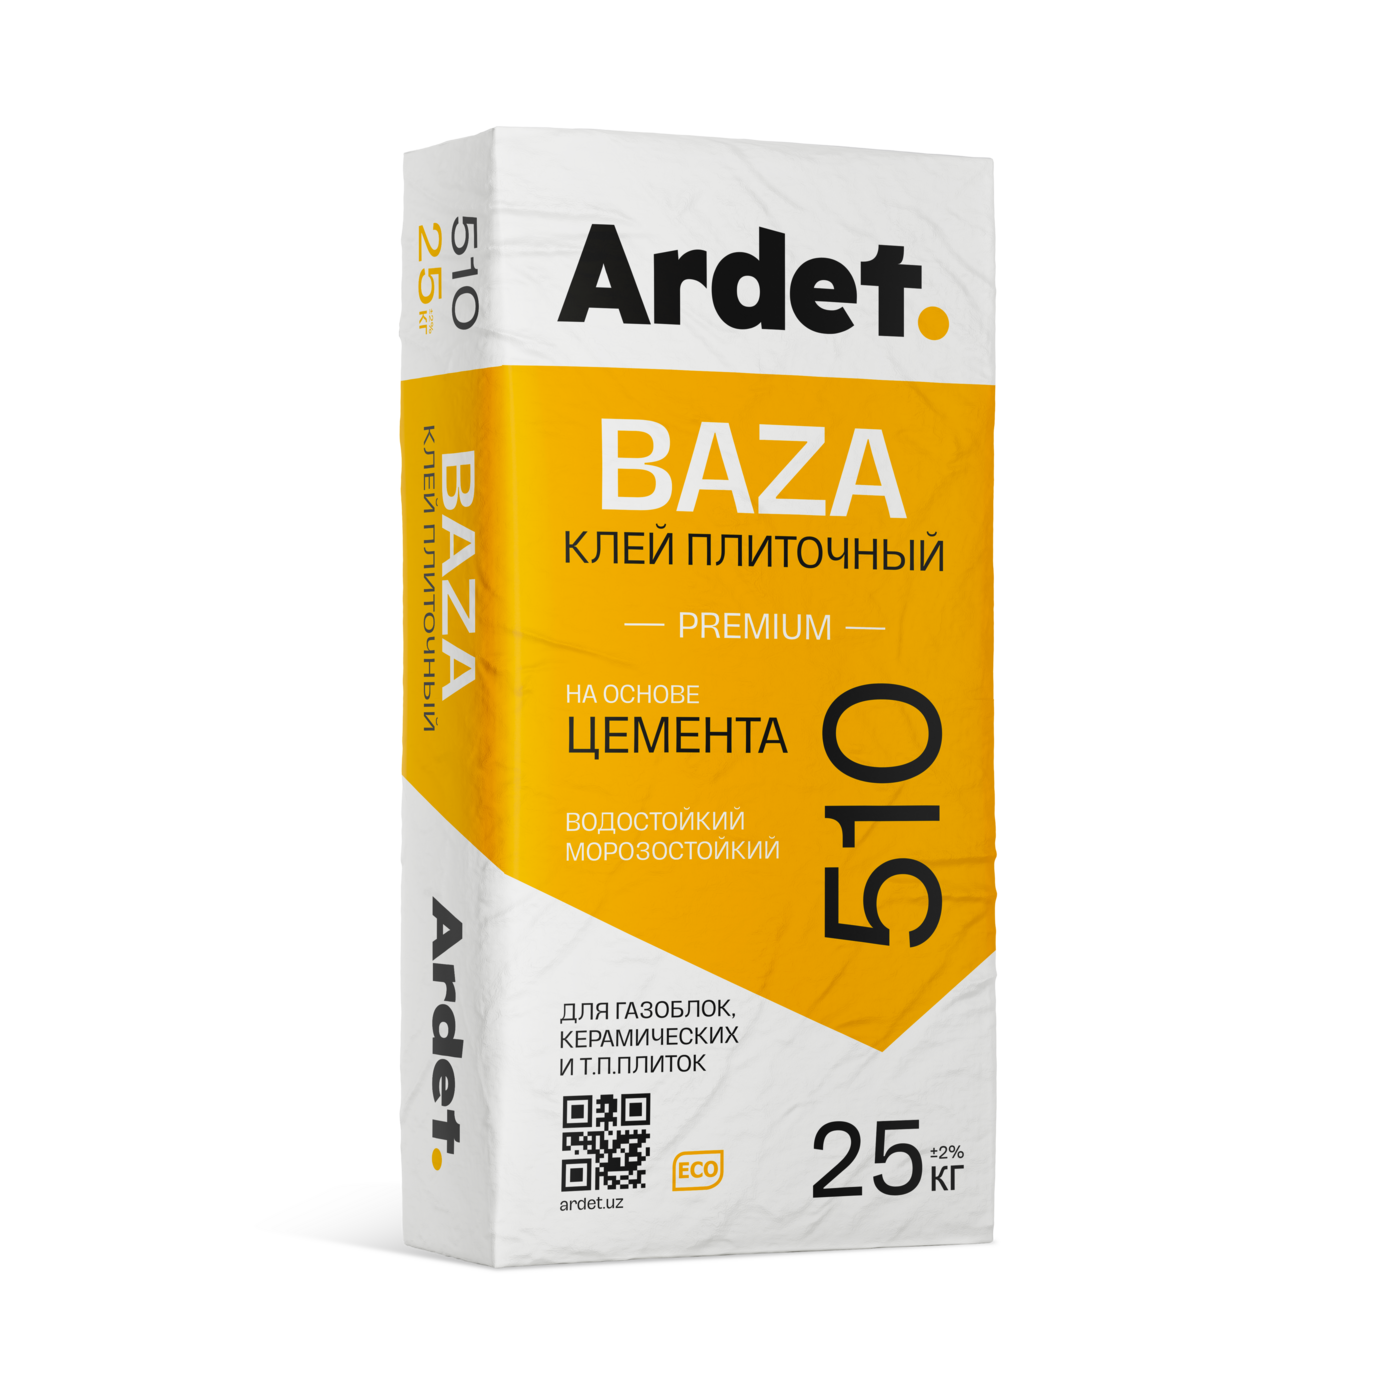 Ardet.
BAZA
КЛЕЙ ПЛИТОЧНЫЙ
PREMIUM
НА ОСНОВЕ
ЦЕМЕНТА
510
ВОДОСТОЙКИЙ
МОРОЗОСТОЙКИЙ
ДЛЯ ГАЗОБЛОК,
КЕРАМИЧЕСКИХ
И Т.П.ПЛИТОК
ardet.uz
ECO
25 ±2% КГ
510
25 ±2% КГ
BAZA
КЛЕЙ ПЛИТОЧНЫЙ
Ardet.